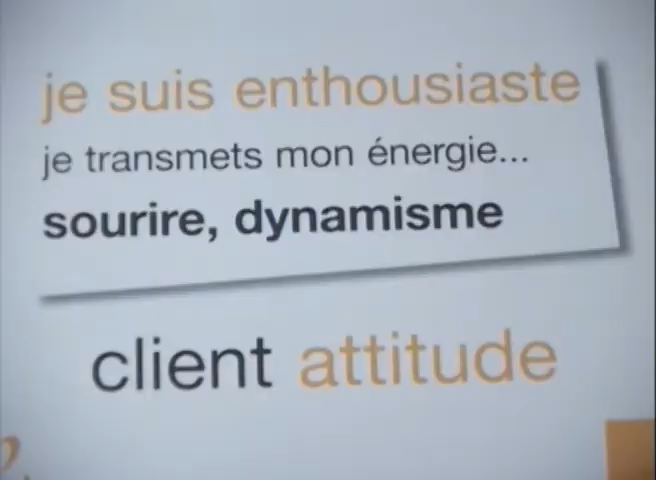 je suis enthousiaste
je transmets mon énergie...
sourire, dynamisme
client attitude